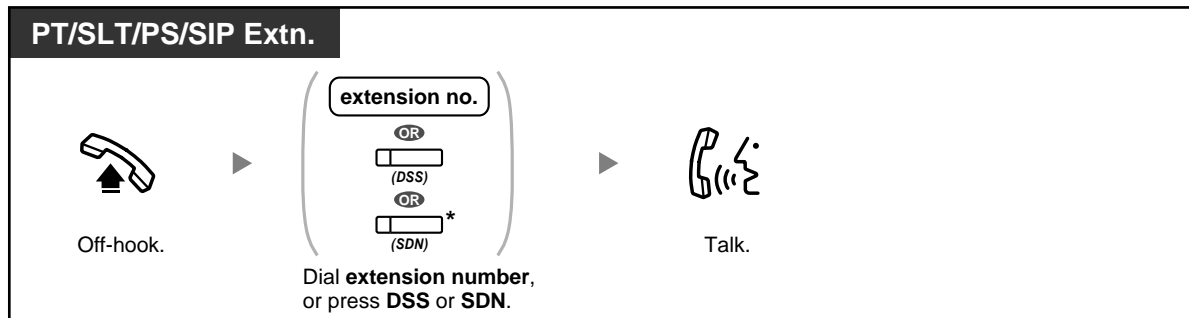 PT/SLT/PS/SIP Extn.
extension no.
OR
(DSS)
OR
*
(SDN)
Off-hook.
Dial extension number,
or press DSS or SDN.
Talk.